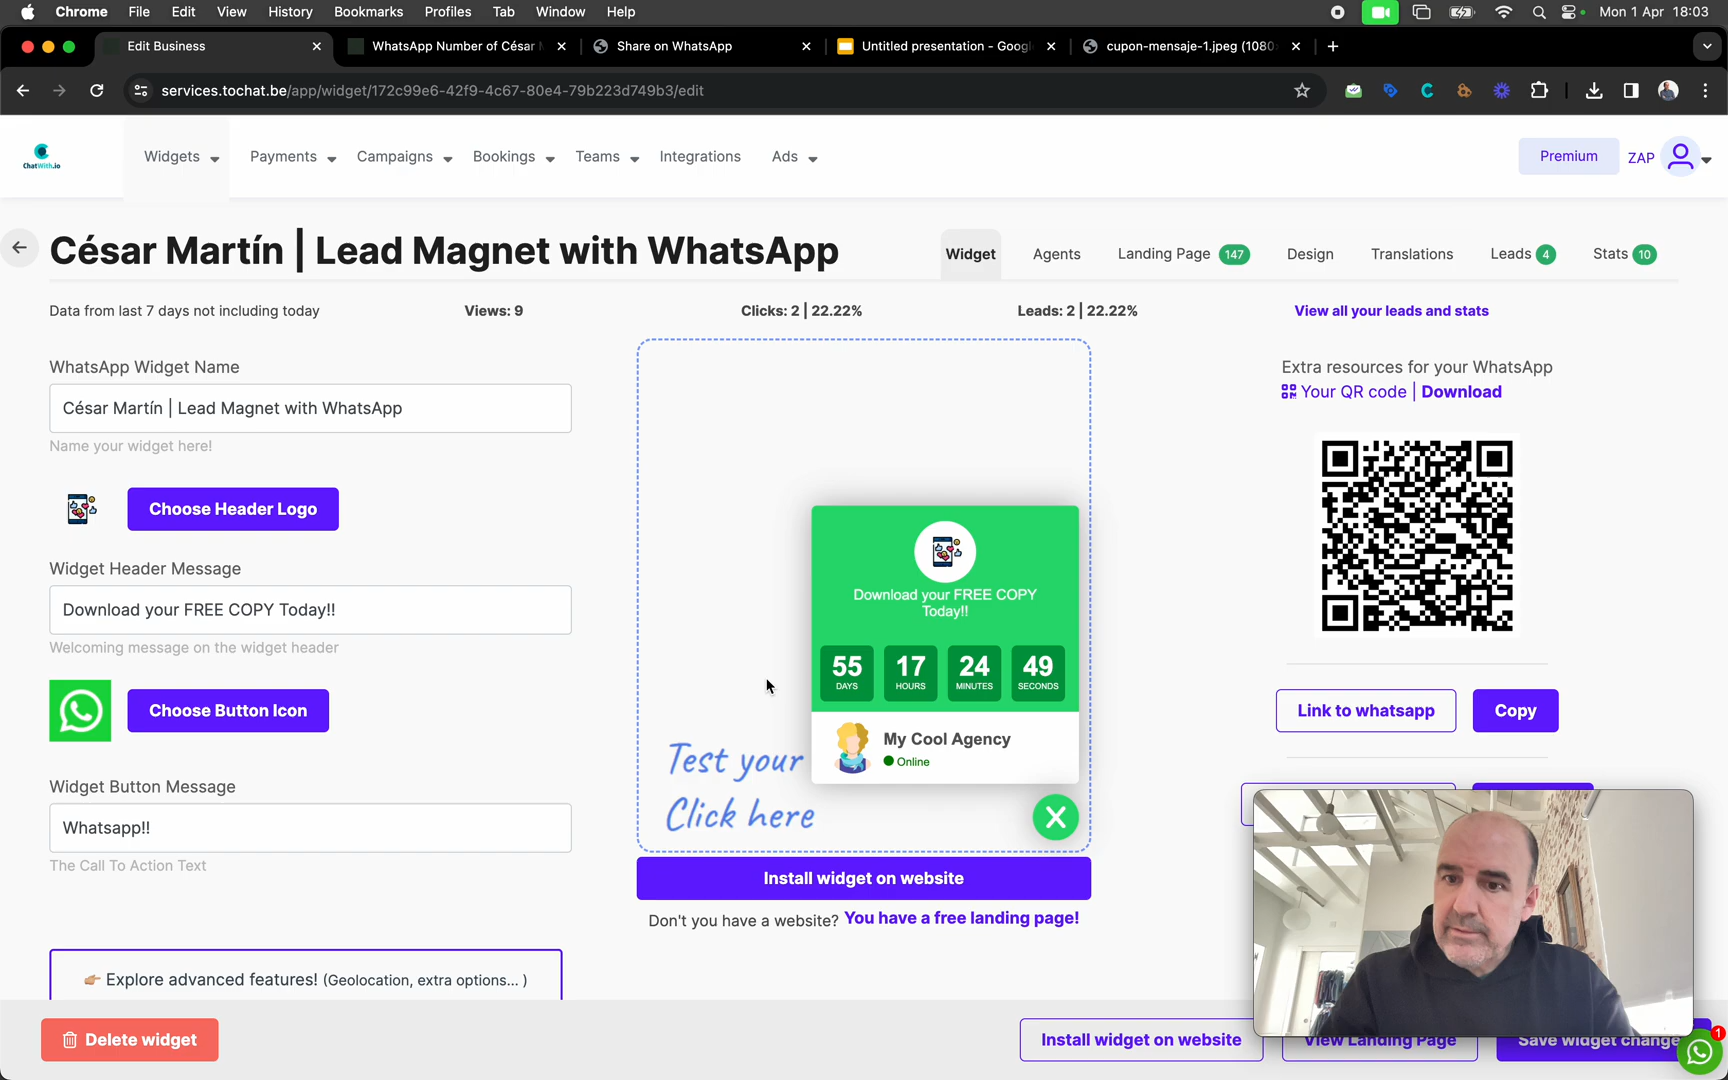 Chrome File Edit View History Bookmarks Profiles Tab Window Help Mon 1 Apr 18:03
Edit Business WhatsApp Number of César Share on WhatsApp Untitled presentation - Googl cupon-mensaje-1.jpeg (1080
services.tochat.be/app/widget/172c99e6-42f9-4c67-80e4-79b223d749b3/edit
ChatWith.io Widgets Payments Campaigns Bookings Teams Integrations Ads Premium ZAP
César Martín | Lead Magnet with WhatsApp
Widget Agents Landing Page 147 Design Translations Leads 4 Stats 10
Data from last 7 days not including today Views: 9 Clicks: 2 | 22.22% Leads: 2 | 22.22% View all your leads and stats
WhatsApp Widget Name
César Martín | Lead Magnet with WhatsApp
Name your widget here!
Choose Header Logo
Widget Header Message
Download your FREE COPY Today!!
Welcoming message on the widget header
Choose Button Icon
Widget Button Message
Whatsapp!!
The Call To Action Text
👉🏼 Explore advanced features! (Geolocation, extra options... )
Delete widget
Download your FREE COPY
Today!!
55 17 24 49
DAYS HOURS MINUTES SECONDS
My Cool Agency
Online
Test your
Click here
Install widget on website
Don't you have a website? You have a free landing page!
Extra resources for your WhatsApp
Your QR code | Download
Link to whatsapp Copy
Install widget on website View Landing Page Save widget change
1